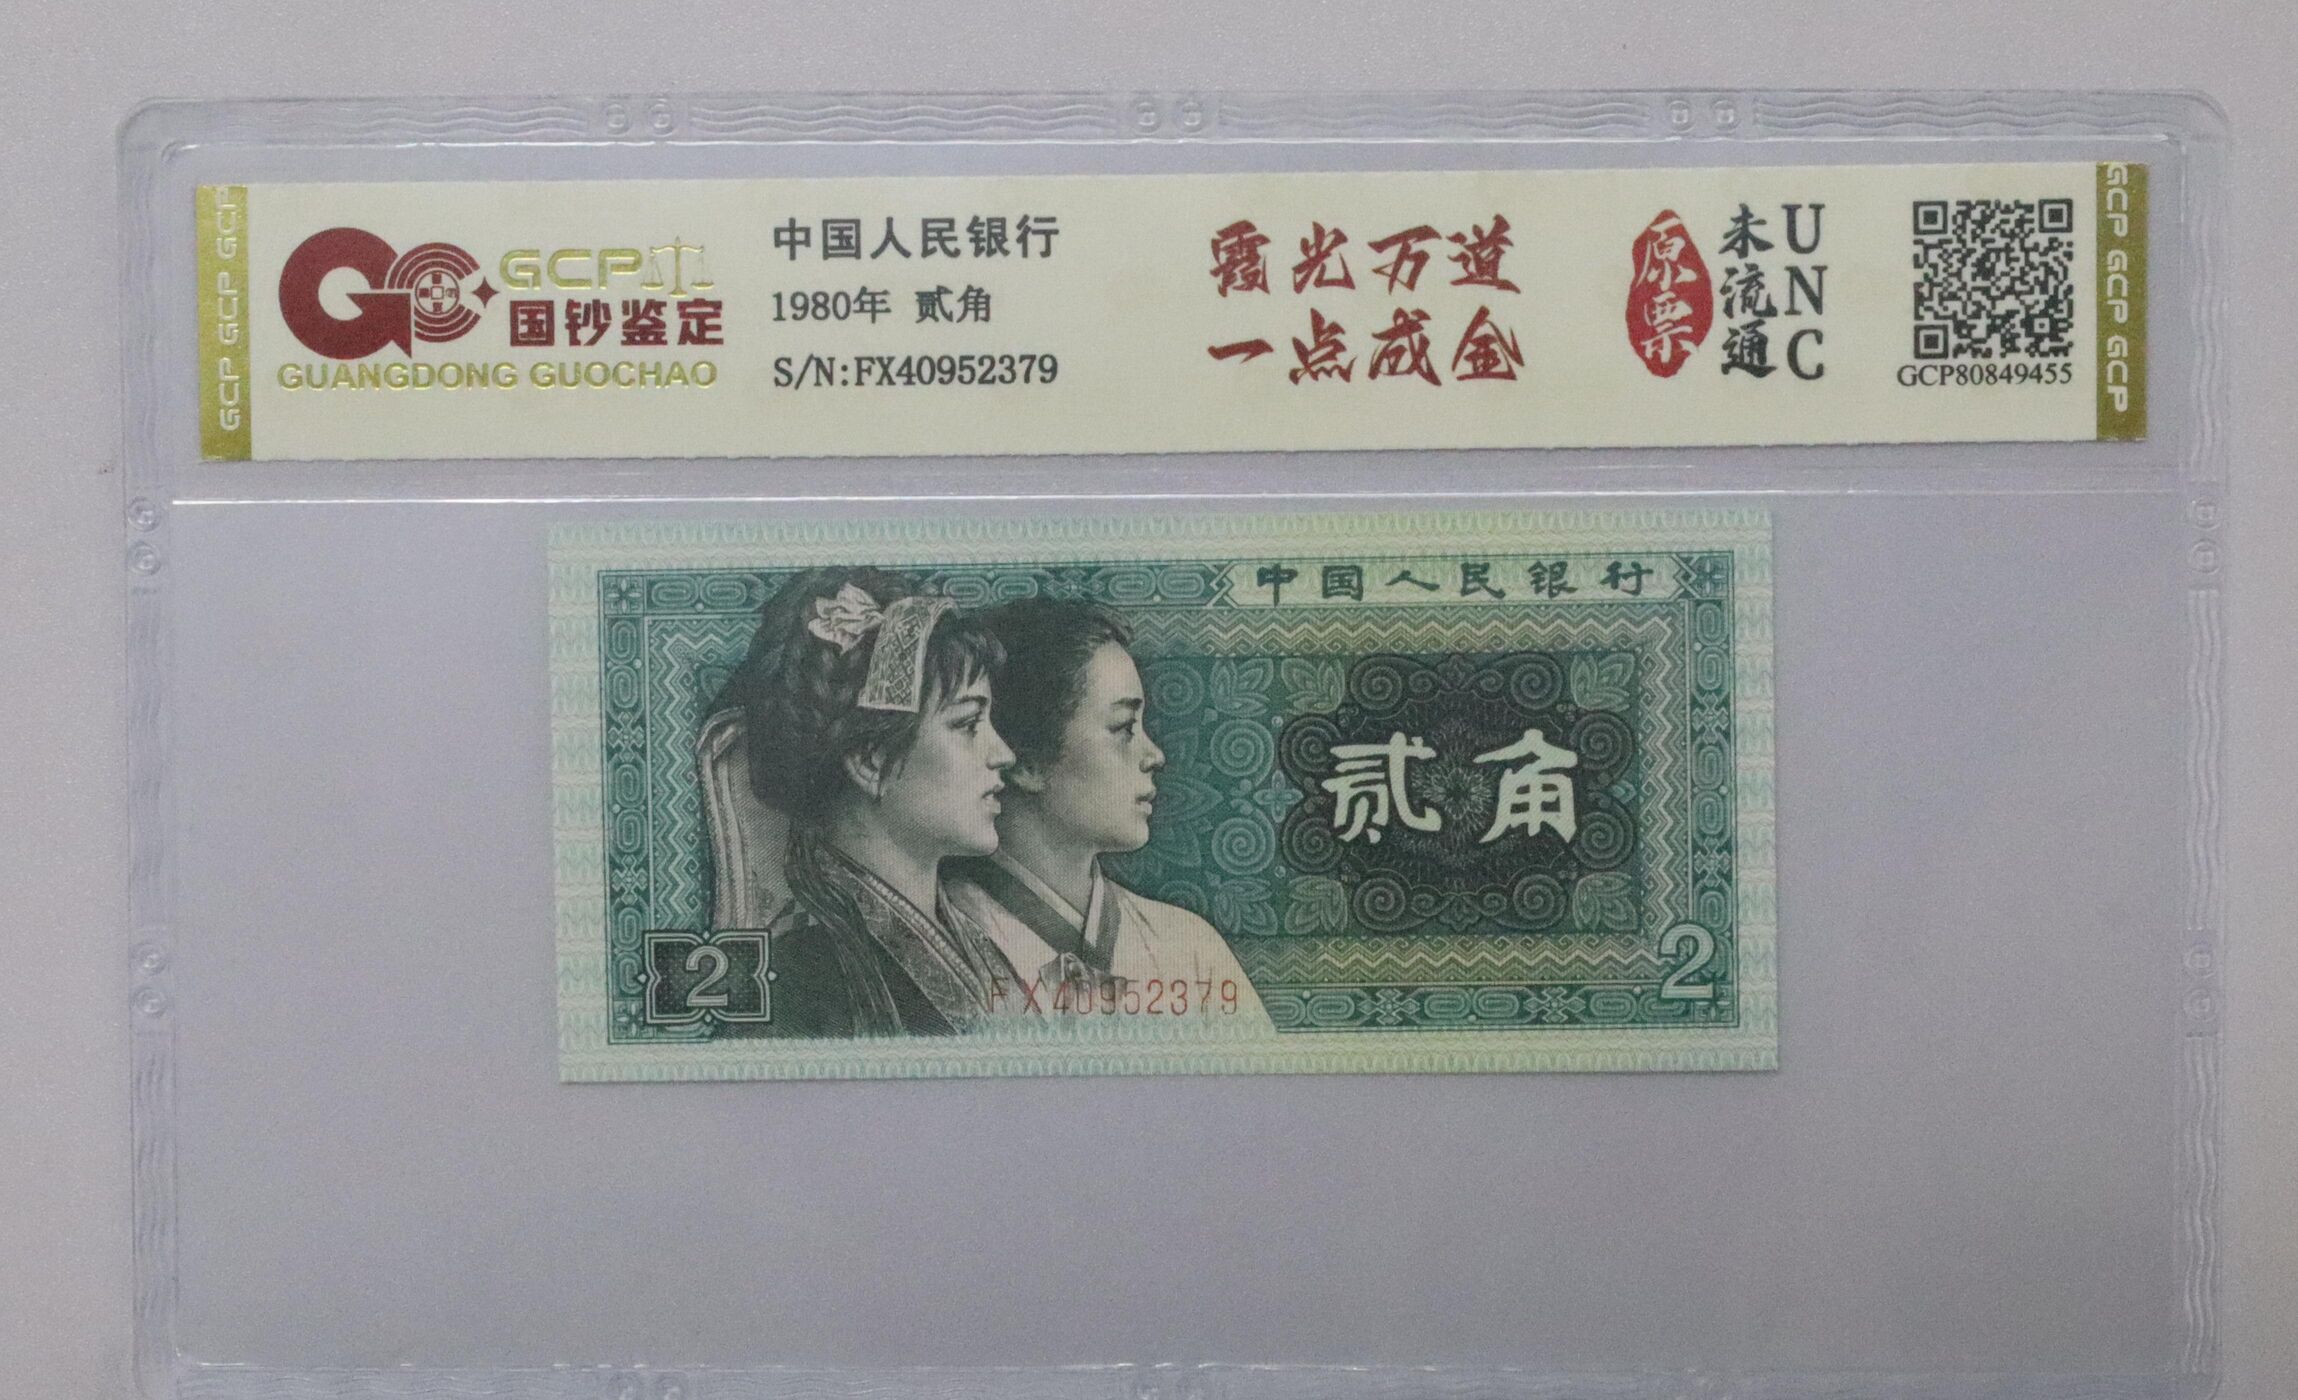 GCP
国钞鉴定
GUANGDONG GUOCHAO
中国人民银行
1980年 贰角
S/N:FX40952379
霞光万道
一点成金
原票
未流通
UNC
GCP80849455
GCP GCP GCP
GCP GCP GCP
中国人民银行
贰角
2
2
FX40952379